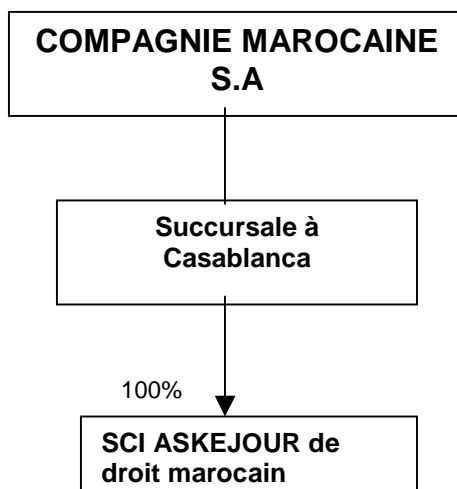 COMPAGNIE MAROCAINE
S.A
Succursale à
Casablanca
100%
SCI ASKEJOUR de
droit marocain